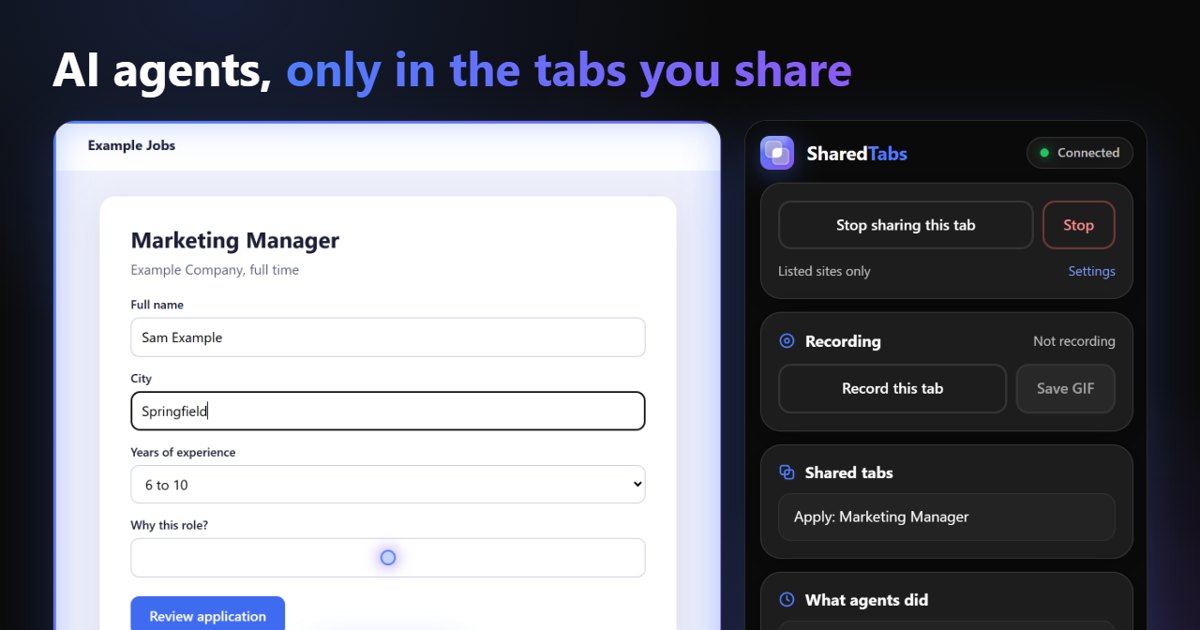 AI agents, only in the tabs you share
Example Jobs
Marketing Manager
Example Company, full time
Full name
Sam Example
City
Springfield
Years of experience
6 to 10
Why this role?
Review application
SharedTabs
Connected
Stop sharing this tab
Stop
Listed sites only
Settings
Recording
Not recording
Record this tab
Save GIF
Shared tabs
Apply: Marketing Manager
What agents did